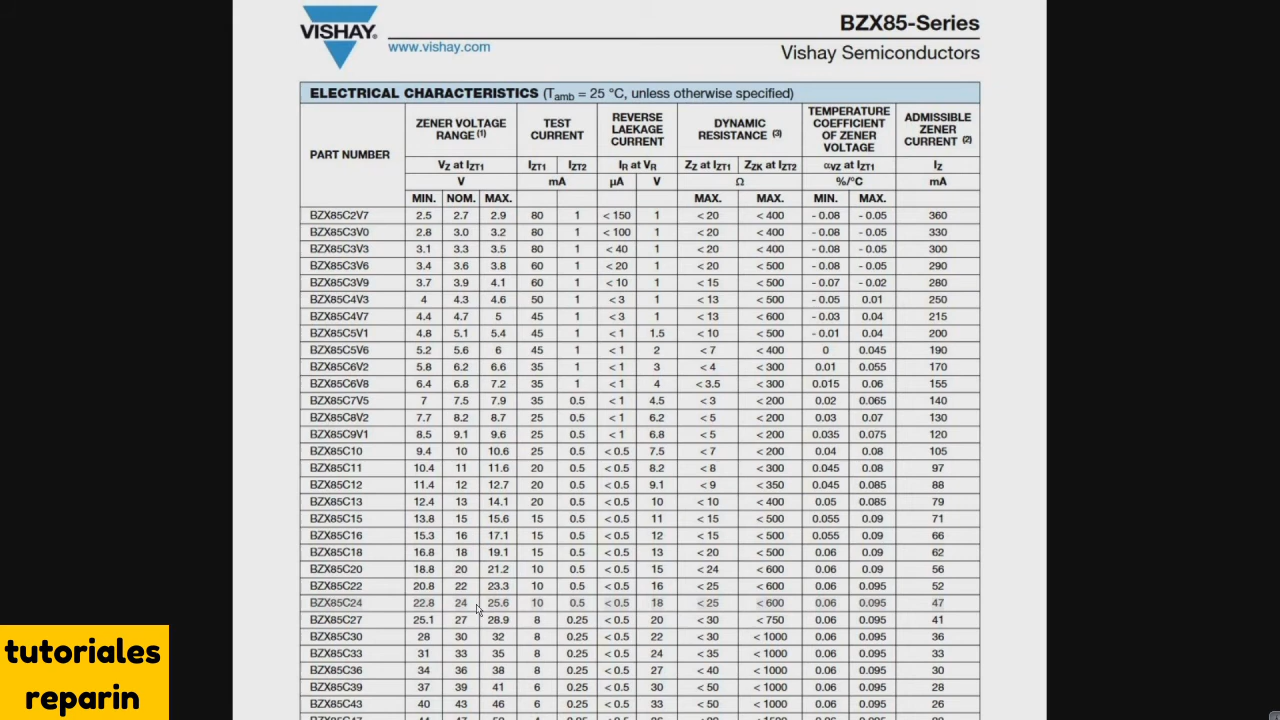 VISHAY.
www.vishay.com
BZX85-Series
Vishay Semiconductors
ELECTRICAL CHARACTERISTICS (Tamb = 25 °C, unless otherwise specified)
PART NUMBER ZENER VOLTAGE RANGE (1) TEST CURRENT REVERSE LAEKAGE CURRENT DYNAMIC RESISTANCE (3) TEMPERATURE COEFFICIENT OF ZENER VOLTAGE ADMISSIBLE ZENER CURRENT (2)
VZ at IZT1 IZT1 IZT2 IR at VR ZZ at IZT1 ZZK at IZT2 αVZ at IZT1 IZ
V mA μA V Ω %/°C mA
MIN. NOM. MAX. MAX. MAX. MIN. MAX.
BZX85C2V7 2.5 2.7 2.9 80 1 < 150 1 < 20 < 400 - 0.08 - 0.05 360
BZX85C3V0 2.8 3.0 3.2 80 1 < 100 1 < 20 < 400 - 0.08 - 0.05 330
BZX85C3V3 3.1 3.3 3.5 80 1 < 40 1 < 20 < 400 - 0.08 - 0.05 300
BZX85C3V6 3.4 3.6 3.8 60 1 < 20 1 < 20 < 500 - 0.08 - 0.05 290
BZX85C3V9 3.7 3.9 4.1 60 1 < 10 1 < 15 < 500 - 0.07 - 0.02 280
BZX85C4V3 4 4.3 4.6 50 1 < 3 1 < 13 < 500 - 0.05 0.01 250
BZX85C4V7 4.4 4.7 5 45 1 < 3 1 < 13 < 600 - 0.03 0.04 215
BZX85C5V1 4.8 5.1 5.4 45 1 < 1 1.5 < 10 < 500 - 0.01 0.04 200
BZX85C5V6 5.2 5.6 6 45 1 < 1 2 < 7 < 400 0 0.045 190
BZX85C6V2 5.8 6.2 6.6 35 1 < 1 3 < 4 < 300 0.01 0.055 170
BZX85C6V8 6.4 6.8 7.2 35 1 < 1 4 < 3.5 < 300 0.015 0.06 155
BZX85C7V5 7 7.5 7.9 35 0.5 < 1 4.5 < 3 < 200 0.02 0.065 140
BZX85C8V2 7.7 8.2 8.7 25 0.5 < 1 6.2 < 5 < 200 0.03 0.07 130
BZX85C9V1 8.5 9.1 9.6 25 0.5 < 1 6.8 < 5 < 200 0.035 0.075 120
BZX85C10 9.4 10 10.6 25 0.5 < 0.5 7.5 < 7 < 200 0.04 0.08 105
BZX85C11 10.4 11 11.6 20 0.5 < 0.5 8.2 < 8 < 300 0.045 0.08 97
BZX85C12 11.4 12 12.7 20 0.5 < 0.5 9.1 < 9 < 350 0.045 0.085 88
BZX85C13 12.4 13 14.1 20 0.5 < 0.5 10 < 10 < 400 0.05 0.085 79
BZX85C15 13.8 15 15.6 15 0.5 < 0.5 11 < 15 < 500 0.055 0.09 71
BZX85C16 15.3 16 17.1 15 0.5 < 0.5 12 < 15 < 500 0.055 0.09 66
BZX85C18 16.8 18 19.1 15 0.5 < 0.5 13 < 20 < 500 0.06 0.09 62
BZX85C20 18.8 20 21.2 10 0.5 < 0.5 15 < 24 < 600 0.06 0.09 56
BZX85C22 20.8 22 23.3 10 0.5 < 0.5 16 < 25 < 600 0.06 0.095 52
BZX85C24 22.8 24 25.6 10 0.5 < 0.5 18 < 25 < 600 0.06 0.095 47
BZX85C27 25.1 27 28.9 8 0.25 < 0.5 20 < 30 < 750 0.06 0.095 41
BZX85C30 28 30 32 8 0.25 < 0.5 22 < 30 < 1000 0.06 0.095 36
BZX85C33 31 33 35 8 0.25 < 0.5 24 < 35 < 1000 0.06 0.095 33
BZX85C36 34 36 38 8 0.25 < 0.5 27 < 40 < 1000 0.06 0.095 30
BZX85C39 37 39 41 6 0.25 < 0.5 30 < 50 < 1000 0.06 0.095 28
BZX85C43 40 43 46 6 0.25 < 0.5 33 < 50 < 1000 0.06 0.095 26
tutoriales
reparin